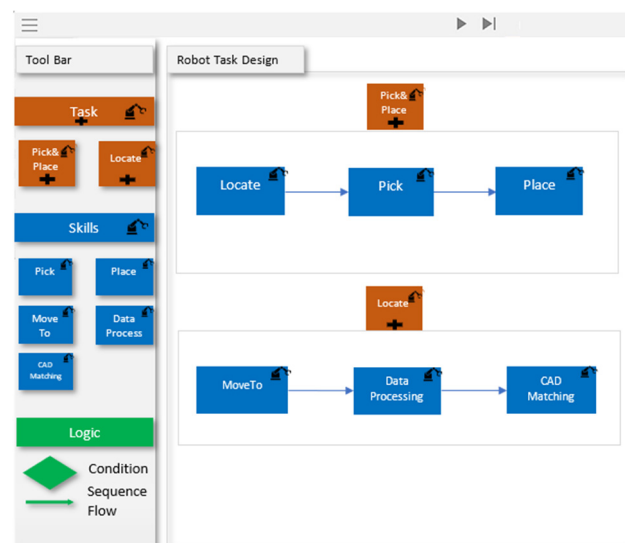 Tool Bar
Robot Task Design
Task
Pick&
Place
Locate
Skills
Pick
Place
Move
To
Data
Process
CAD
Matching
Logic
Condition
Sequence
Flow
Pick&
Place
Locate
Pick
Place
Locate
MoveTo
Data
Processing
CAD
Matching